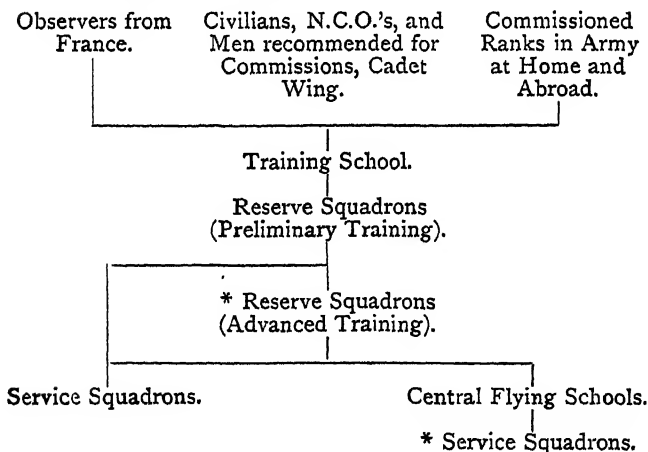 Observers from
France.
Civilians, N.C.O.'s, and
Men recommended for
Commissions, Cadet
Wing.
Commissioned
Ranks in Army
at Home and
Abroad.
Training School.
Reserve Squadrons
(Preliminary Training).
* Reserve Squadrons
(Advanced Training).
Service Squadrons.
Central Flying Schools.
* Service Squadrons.